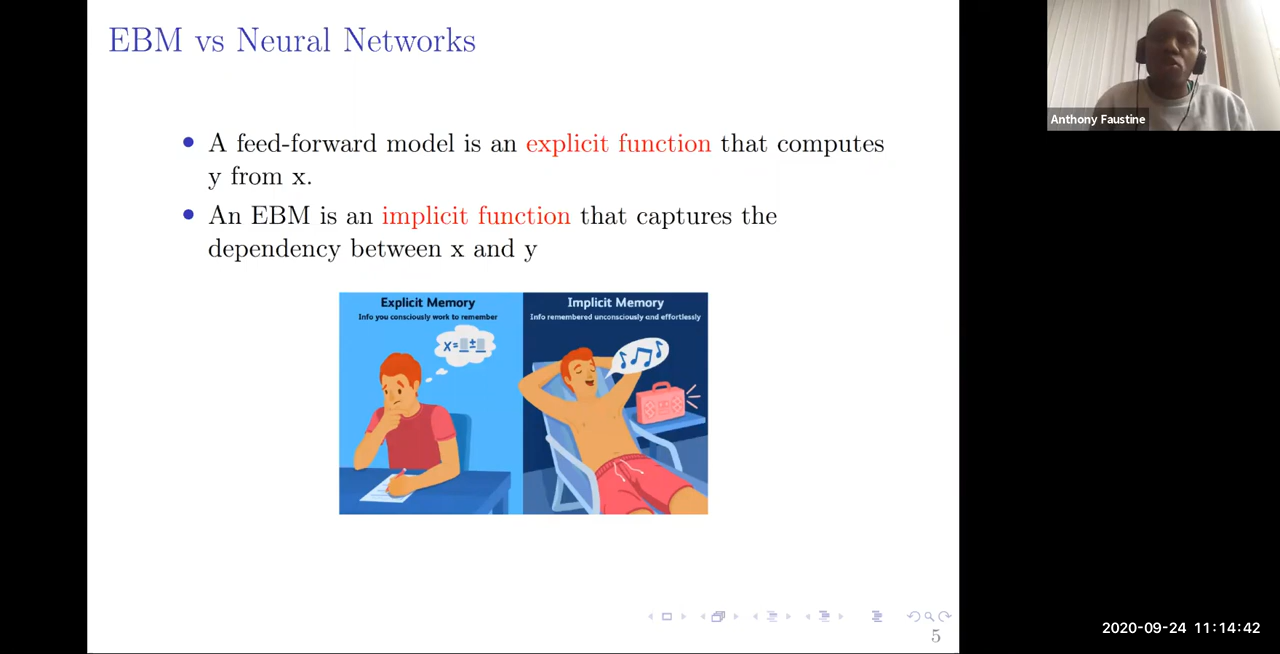 EBM vs Neural Networks
• A feed-forward model is an explicit function that computes
y from x.
• An EBM is an implicit function that captures the
dependency between x and y
Explicit Memory
Info you consciously work to remember
X=±
Implicit Memory
Info remembered unconsciously and effortlessly
5
Anthony Faustine
2020-09-24 11:14:42